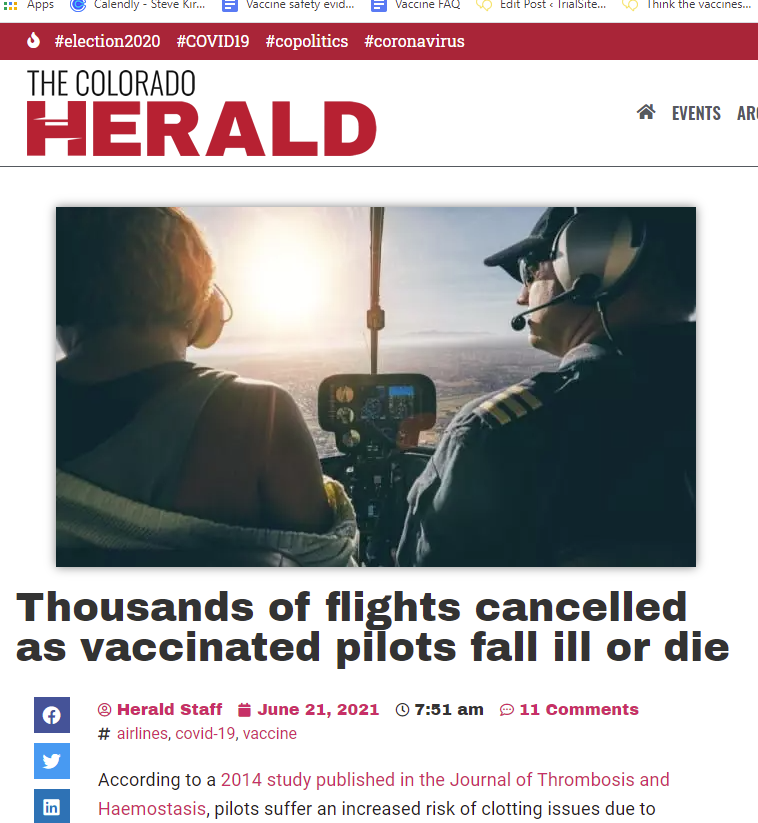 Apps Calendly - Steve Kir... Vaccine safety evid... Vaccine FAQ Edit Post ‹ TrialSite... Think the vaccines...
#election2020 #COVID19 #copolitics #coronavirus
THE COLORADO
HERALD
EVENTS ARC
Thousands of flights cancelled
as vaccinated pilots fall ill or die
Herald Staff June 21, 2021 7:51 am 11 Comments
# airlines, covid-19, vaccine
According to a 2014 study published in the Journal of Thrombosis and
Haemostasis, pilots suffer an increased risk of clotting issues due to